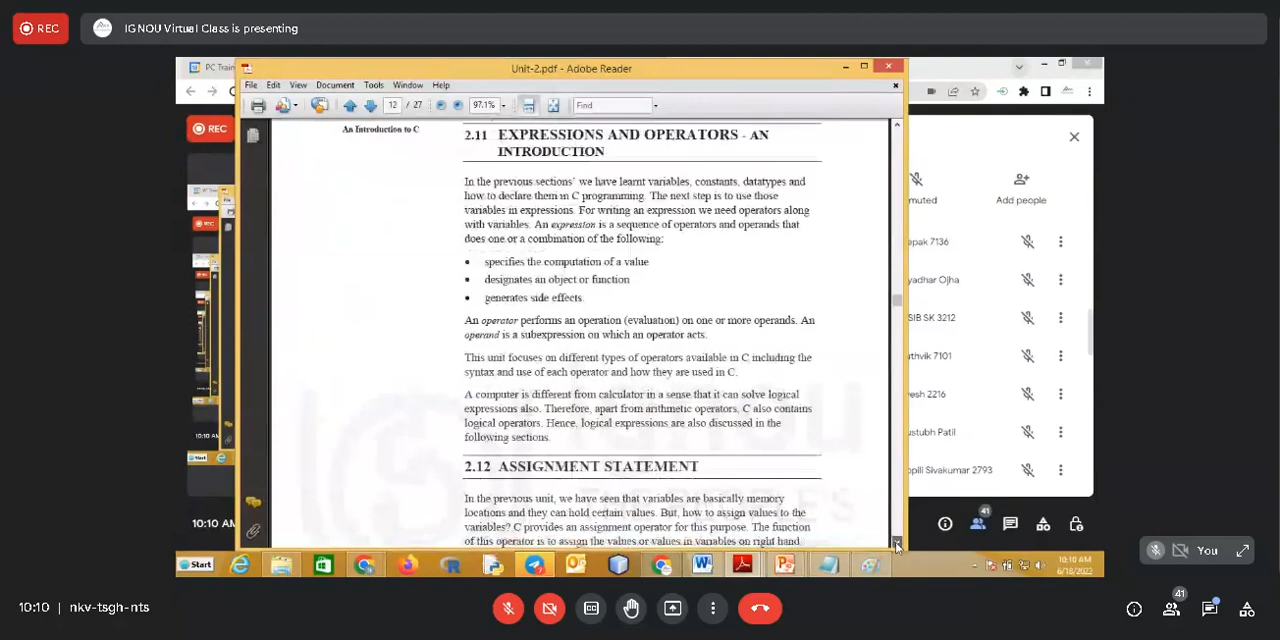 REC
IGNOU Virtual Class is presenting
PC Train
Unit-2.pdf - Adobe Reader
File Edit View Document Tools Window Help
12 / 27 97.1% Find
REC
An Introduction to C
2.11 EXPRESSIONS AND OPERATORS - AN
INTRODUCTION
In the previous sections' we have learnt variables, constants, datatypes and
how to declare them in C programming. The next step is to use those
variables in expressions. For writing an expression we need operators along
with variables. An expression is a sequence of operators and operands that
does one or a combination of the following:
• specifies the computation of a value
• designates an object or function
• generates side effects.
An operator performs an operation (evaluation) on one or more operands. An
operand is a subexpression on which an operator acts.
This unit focuses on different types of operators available in C including the
syntax and use of each operator and how they are used in C.
A computer is different from calculator in a sense that it can solve logical
expressions also. Therefore, apart from arithmetic operators, C also contains
logical operators. Hence, logical expressions are also discussed in the
following sections.
2.12 ASSIGNMENT STATEMENT
In the previous unit, we have seen that variables are basically memory
locations and they can hold certain values. But, how to assign values to the
variables? C provides an assignment operator for this purpose. The function
of this operator is to assign the values or values in variables on right hand
muted
Add people
epak 7136
yadhar Ojha
SIB SK 3212
uthvik 7101
esh 2216
ustubh Patil
opili Sivakumar 2793
10:10 AM
41
Start
10:10 AM
6/18/2022
You
10:10 | nkv-tsgh-nts
41